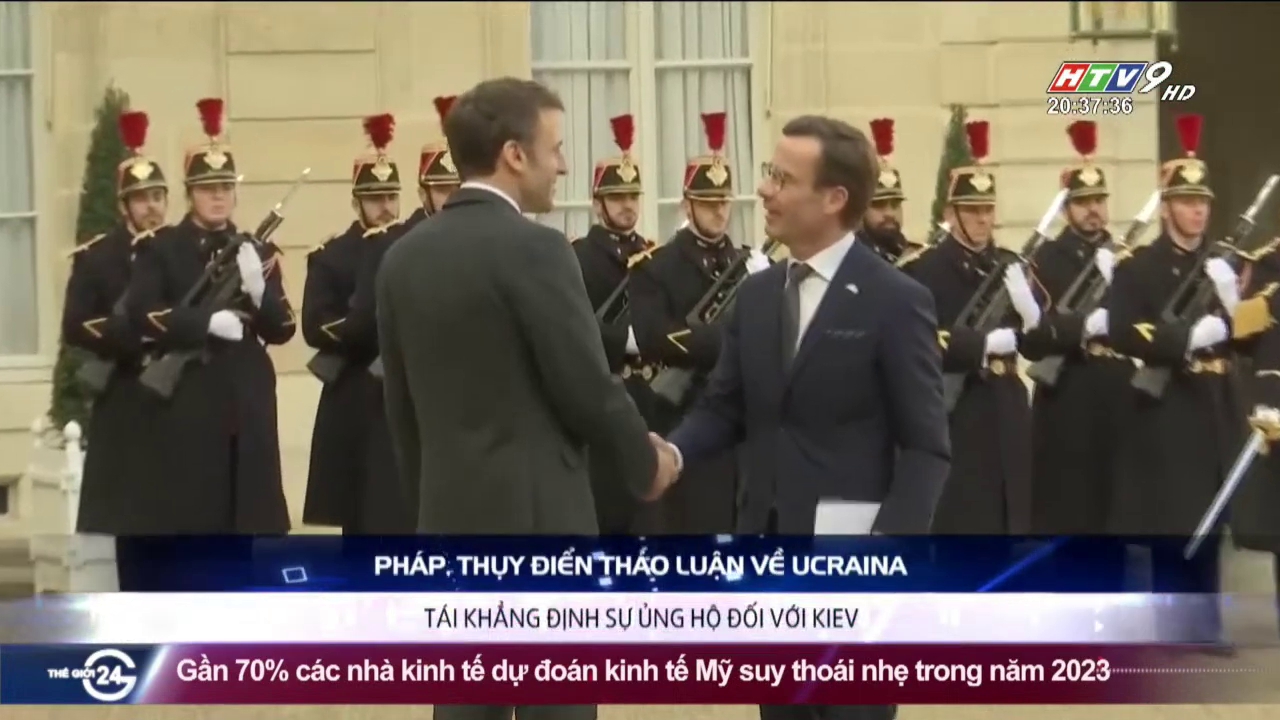 HTV9 HD
20:37:36
PHÁP, THỤY ĐIỂN THẢO LUẬN VỀ UCRAINA
TÁI KHẲNG ĐỊNH SỰ ỦNG HỘ ĐỐI VỚI KIEV
THẾ GIỚI 24G
Gần 70% các nhà kinh tế dự đoán kinh tế Mỹ suy thoái nhẹ trong năm 2023